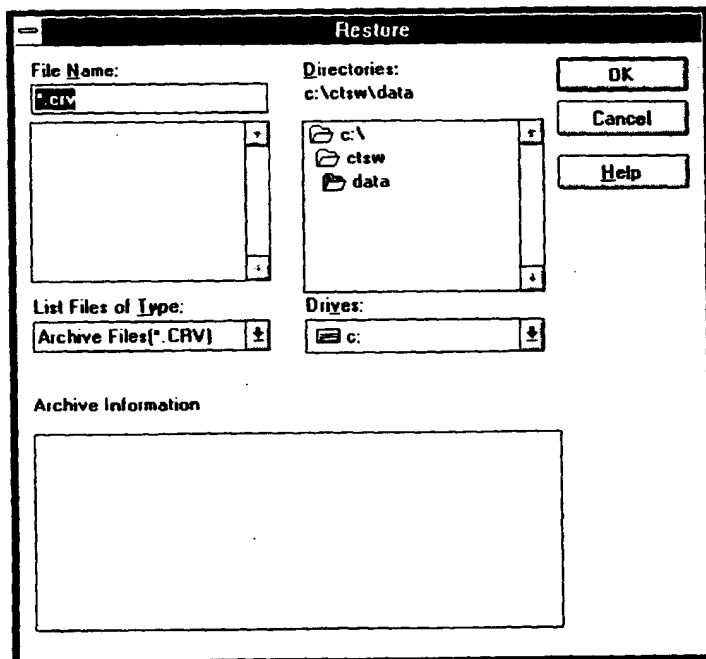 Restore
File Name:
*.crv
Directories:
c:\ctsw\data
c:\
ctsw
data
OK
Cancel
Help
List Files of Type:
Archive Files(*.CRV)
Drives:
c:
Archive Information